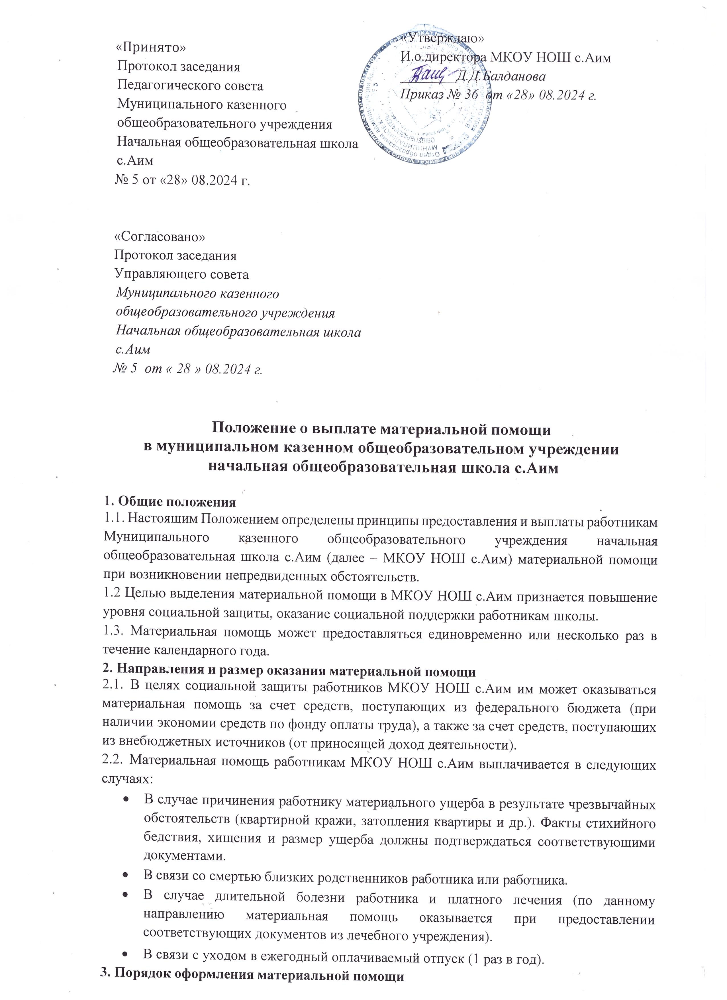 «Принято»
Протокол заседания
Педагогического совета
Муниципального казенного
общеобразовательного учреждения
Начальная общеобразовательная школа
с.Аим
№ 5 от «28» 08.2024 г.
«Утверждаю»
И.о.директора МКОУ НОШ с.Аим
Д.Д.Балданова
Приказ № 36 от «28» 08.2024 г.
«Согласовано»
Протокол заседания
Управляющего совета
Муниципального казенного
общеобразовательного учреждения
Начальная общеобразовательная школа
с.Аим
№ 5 от « 28 » 08.2024 г.
Положение о выплате материальной помощи
в муниципальном казенном общеобразовательном учреждении
начальная общеобразовательная школа с.Аим
1. Общие положения
1.1. Настоящим Положением определены принципы предоставления и выплаты работникам
Муниципального казенного общеобразовательного учреждения начальная
общеобразовательная школа с.Аим (далее – МКОУ НОШ с.Аим) материальной помощи
при возникновении непредвиденных обстоятельств.
1.2 Целью выделения материальной помощи в МКОУ НОШ с.Аим признается повышение
уровня социальной защиты, оказание социальной поддержки работникам школы.
1.3. Материальная помощь может предоставляться единовременно или несколько раз в
течение календарного года.
2. Направления и размер оказания материальной помощи
2.1. В целях социальной защиты работников МКОУ НОШ с.Аим им может оказываться
материальная помощь за счет средств, поступающих из федерального бюджета (при
наличии экономии средств по фонду оплаты труда), а также за счет средств, поступающих
из внебюджетных источников (от приносящей доход деятельности).
2.2. Материальная помощь работникам МКОУ НОШ с.Аим выплачивается в следующих
случаях:
• В случае причинения работнику материального ущерба в результате чрезвычайных
обстоятельств (квартирной кражи, затопления квартиры и др.). Факты стихийного
бедствия, хищения и размер ущерба должны подтверждаться соответствующими
документами.
• В связи со смертью близких родственников работника или работника.
• В случае длительной болезни работника и платного лечения (по данному
направлению материальная помощь оказывается при предоставлении
соответствующих документов из лечебного учреждения).
• В связи с уходом в ежегодный оплачиваемый отпуск (1 раз в год).
3. Порядок оформления материальной помощи